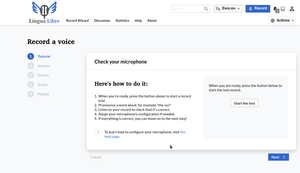 Lingua Libre
Record Wizard Discussion Statistics Help About
English
Record
Actions
Record a voice
1 Tutorial
Speaker
Details
Studio
Publish
Check your microphone
Here's how to do it:
1. When you're ready, press the button above to start a record trial.
2. Pronounce a word aloud, for example "the sun"
3. Listen to your record to check that it's correct.
4. Adapt your microphone's configuration if needed.
5. If everything is correct, you can move on to the next step!
To learn how to configure your microphone, visit this
help page.
When you are ready, press the button below to
start the test record.
Start the test
Cancel
Next